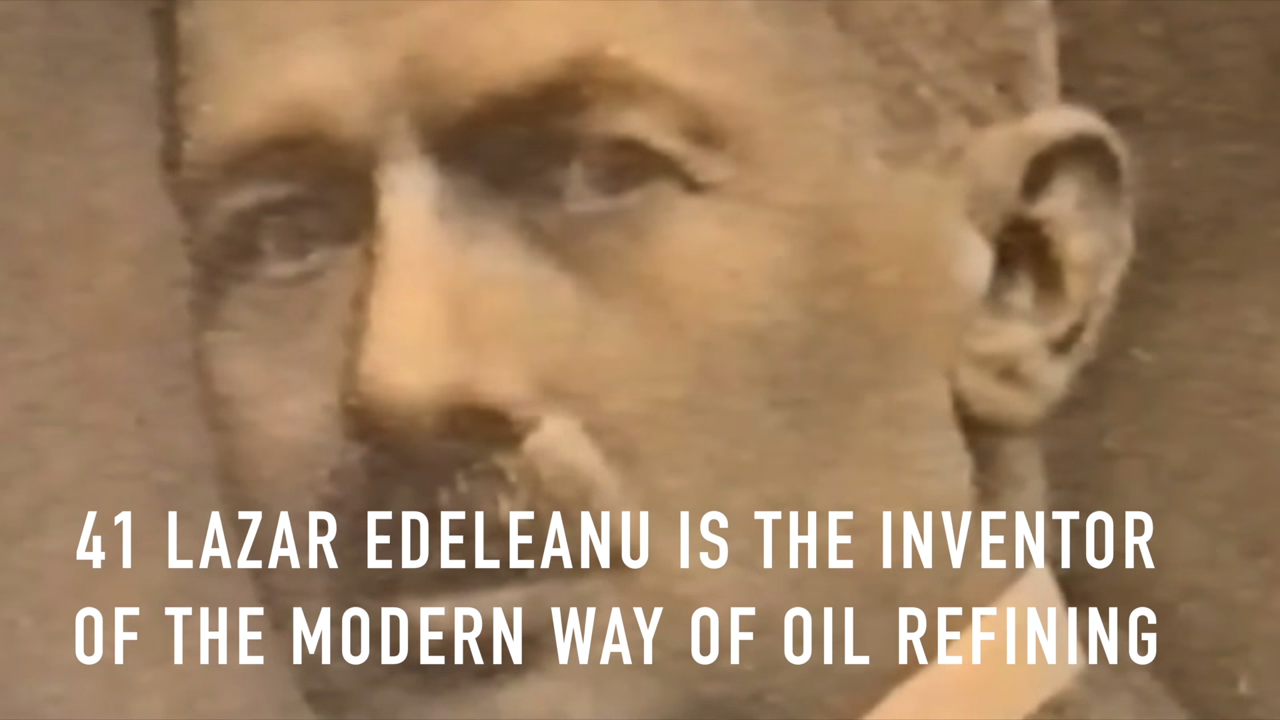 41 LAZAR EDELEANU IS THE INVENTOR
OF THE MODERN WAY OF OIL REFINING